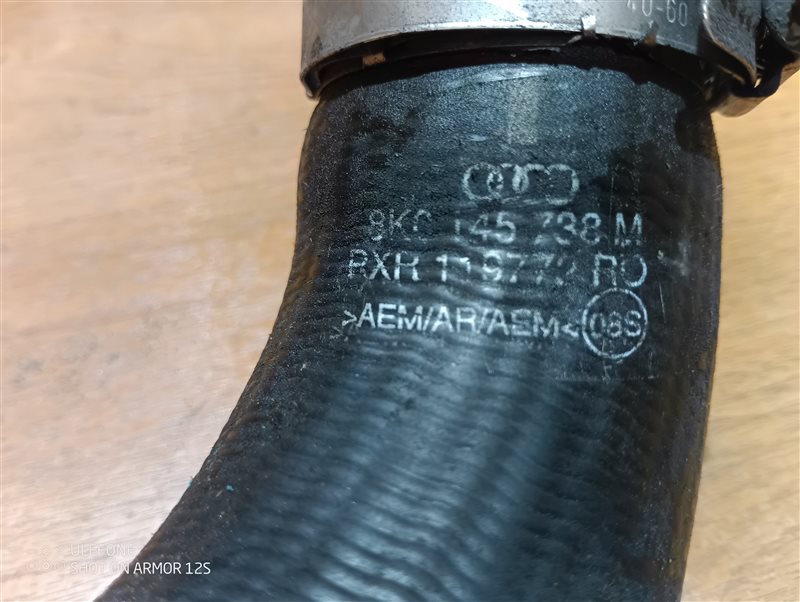 40-60
8K0 145 738 M
RXR 119772 RO
>AEM/AR/AEM< 08S
ULEFONE
SHOT ON ARMOR 12S